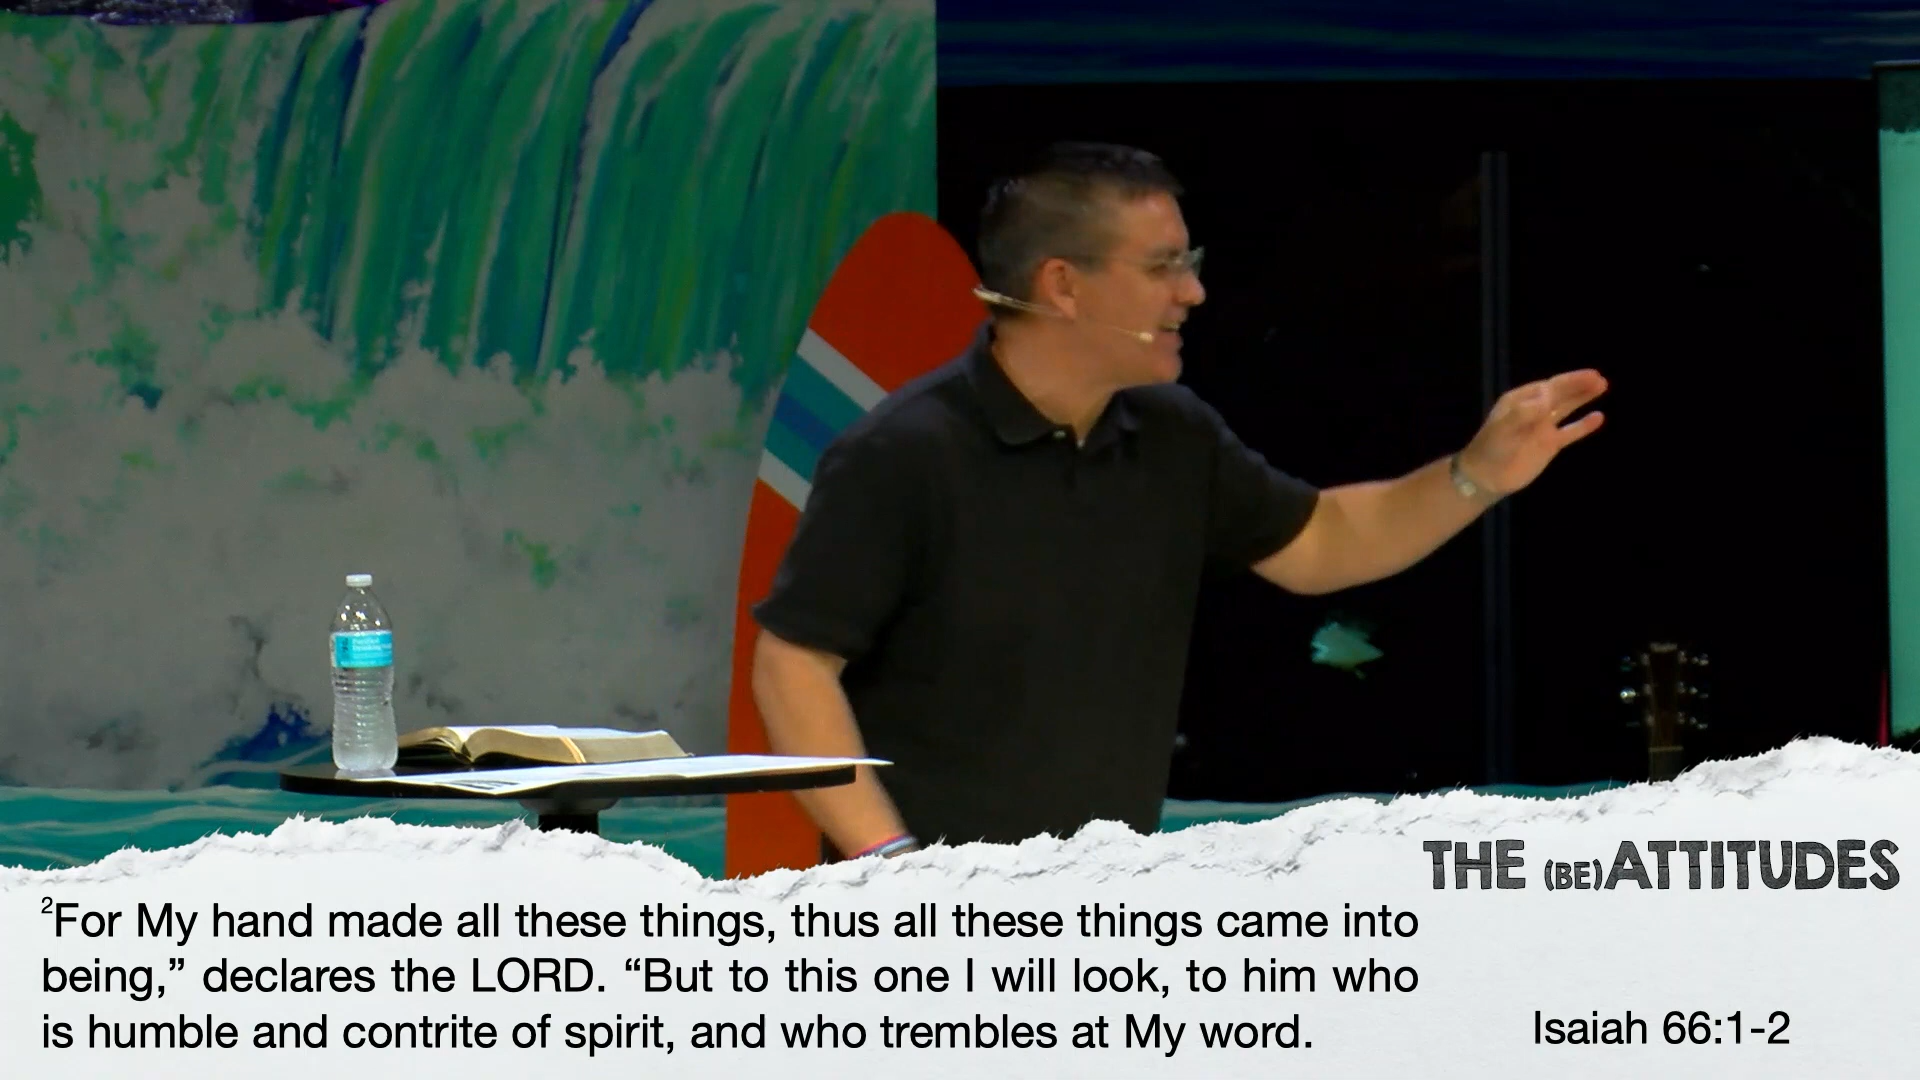 THE (BE)ATTITUDES
²For My hand made all these things, thus all these things came into
being,” declares the LORD. “But to this one I will look, to him who
is humble and contrite of spirit, and who trembles at My word.
Isaiah 66:1-2